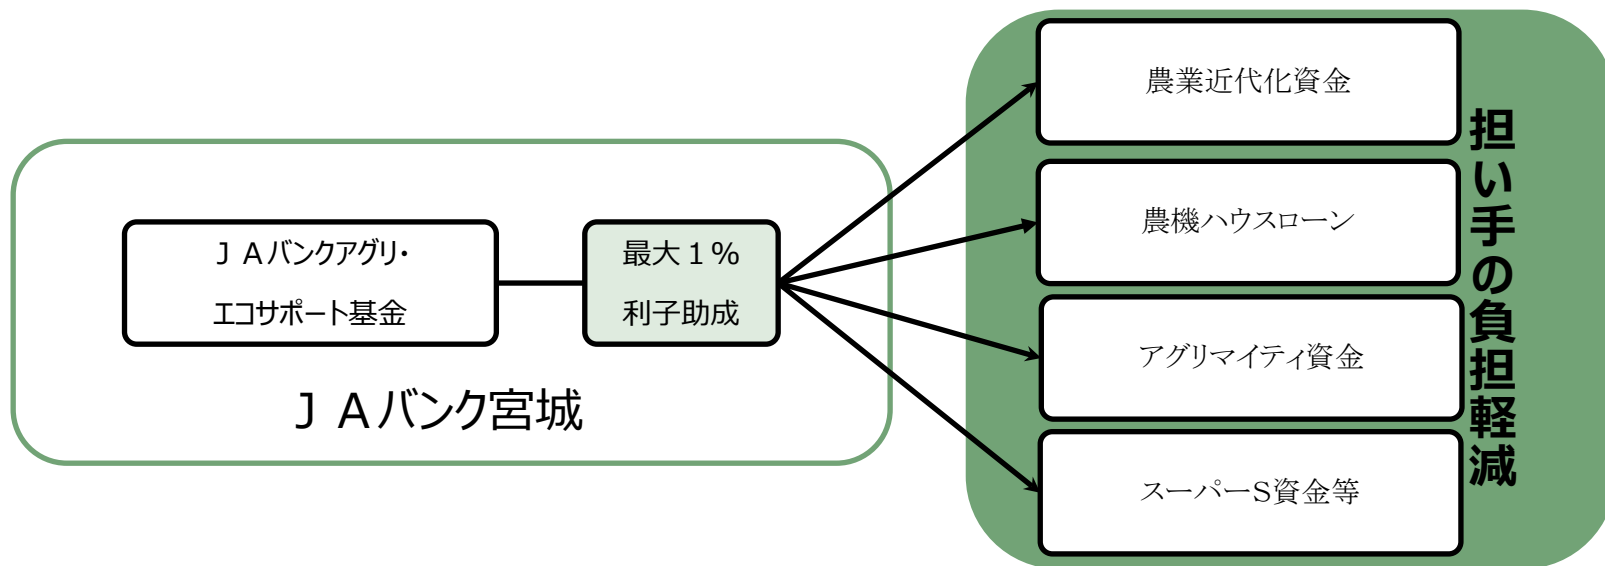 ＪＡバンクアグリ・
エコサポート基金
最大１％
利子助成
ＪＡバンク宮城
農業近代化資金
農機ハウスローン
アグリマイティ資金
スーパーＳ資金等
担い手の負担軽減